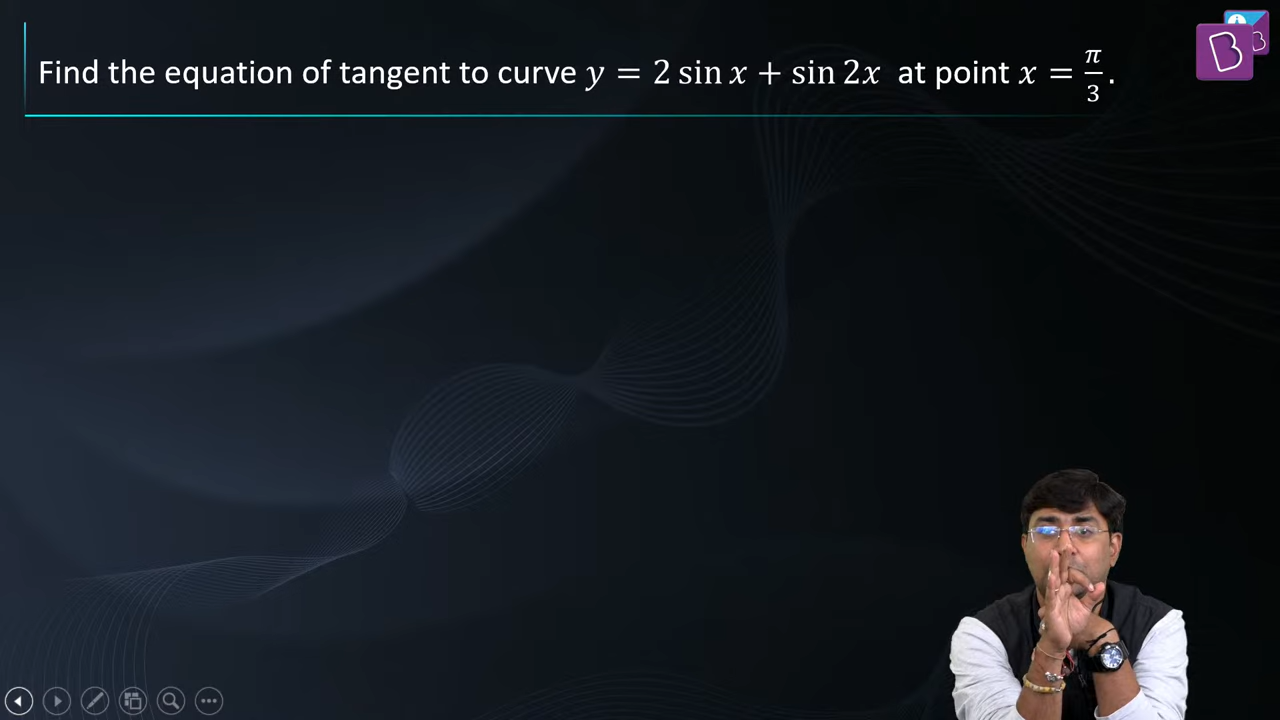 Find the equation of tangent to curve y = 2 sin x + sin 2x at point x = π/3.